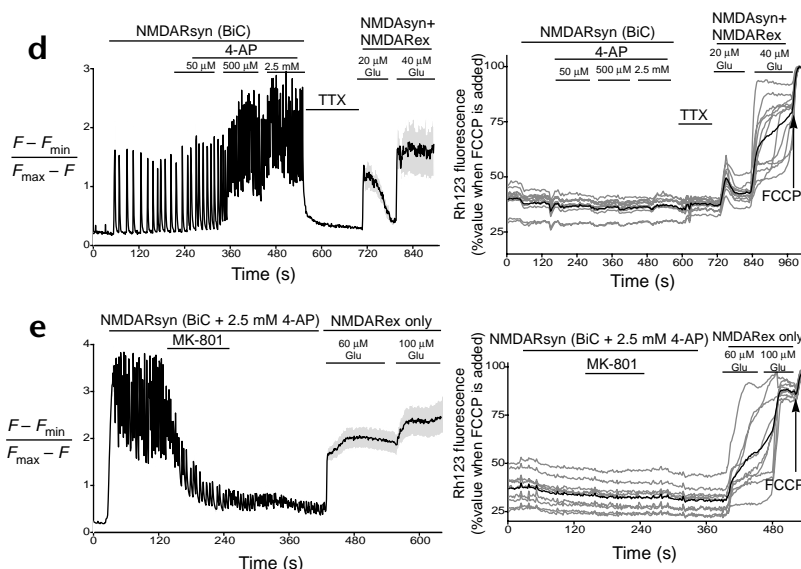 d
NMDARsyn (BiC)
4-AP
50 µM 500 µM 2.5 mM
NMDAsyn+
NMDARex
20 µM 40 µM
Glu Glu
TTX
F – Fmin
Fmax – F
3
2
1
0
0 120 240 360 480 600 720 840
Time (s)
NMDARsyn (BiC)
4-AP
50 µM 500 µM 2.5 mM
NMDAsyn+
NMDARex
20 µM 40 µM
Glu Glu
TTX
FCCP
Rh123 fluorescence
(%value when FCCP is added)
100
75
50
25
0 120 240 360 480 600 720 840 960
Time (s)
e
NMDARsyn (BiC + 2.5 mM 4-AP)
MK-801
NMDARex only
60 µM 100 µM
Glu Glu
F – Fmin
Fmax – F
4
3
2
1
0
0 120 240 360 480 600
Time (s)
NMDARsyn (BiC + 2.5 mM 4-AP)
MK-801
NMDARex only
60 µM 100 µM
Glu Glu
FCCP
Rh123 fluorescence
(%value when FCCP is added)
100
75
50
25
0 120 240 360 480
Time (s)